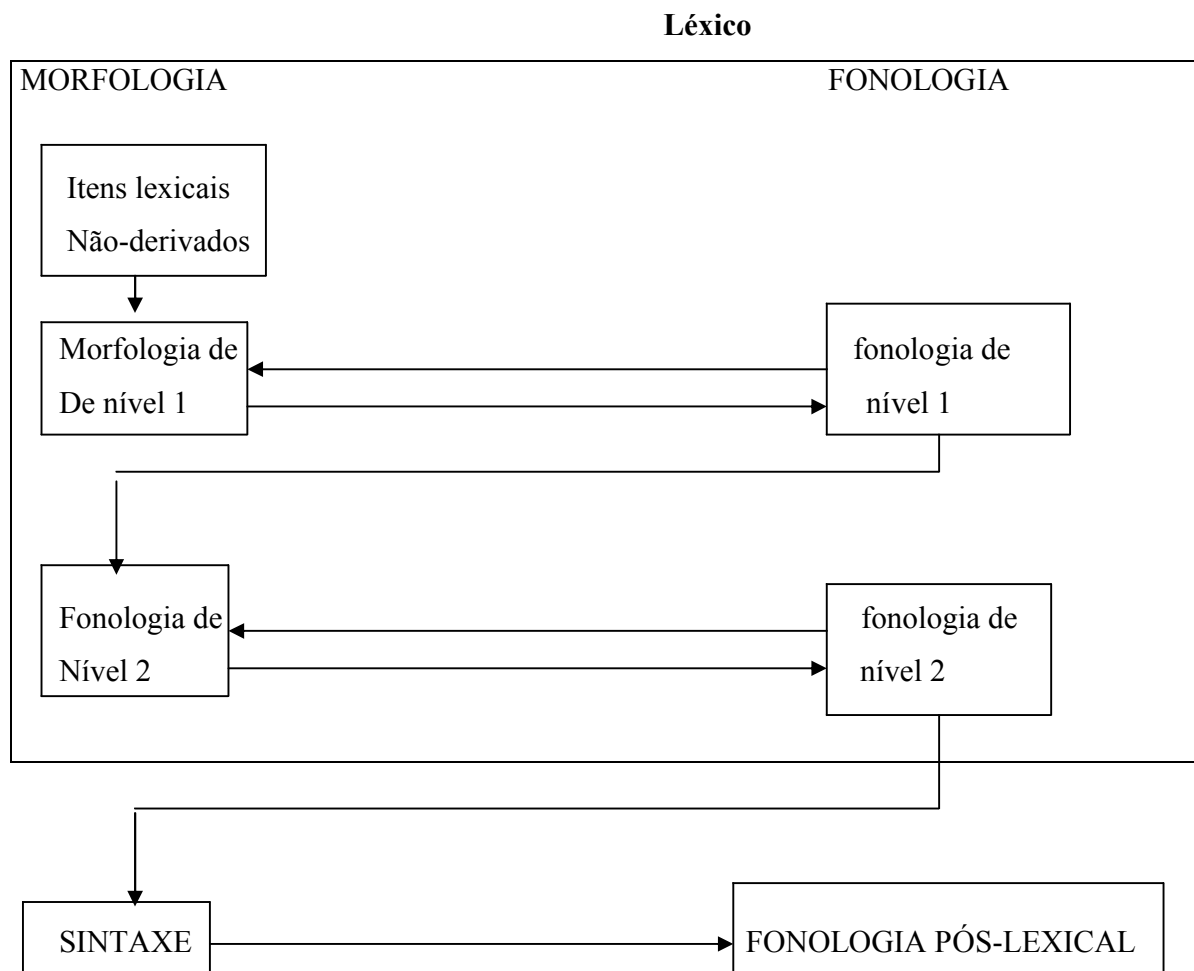 Léxico
MORFOLOGIA FONOLOGIA
Itens lexicais
Não-derivados
Morfologia de
De nível 1
fonologia de
nível 1
Fonologia de
Nível 2
fonologia de
nível 2
SINTAXE
FONOLOGIA PÓS-LEXICAL